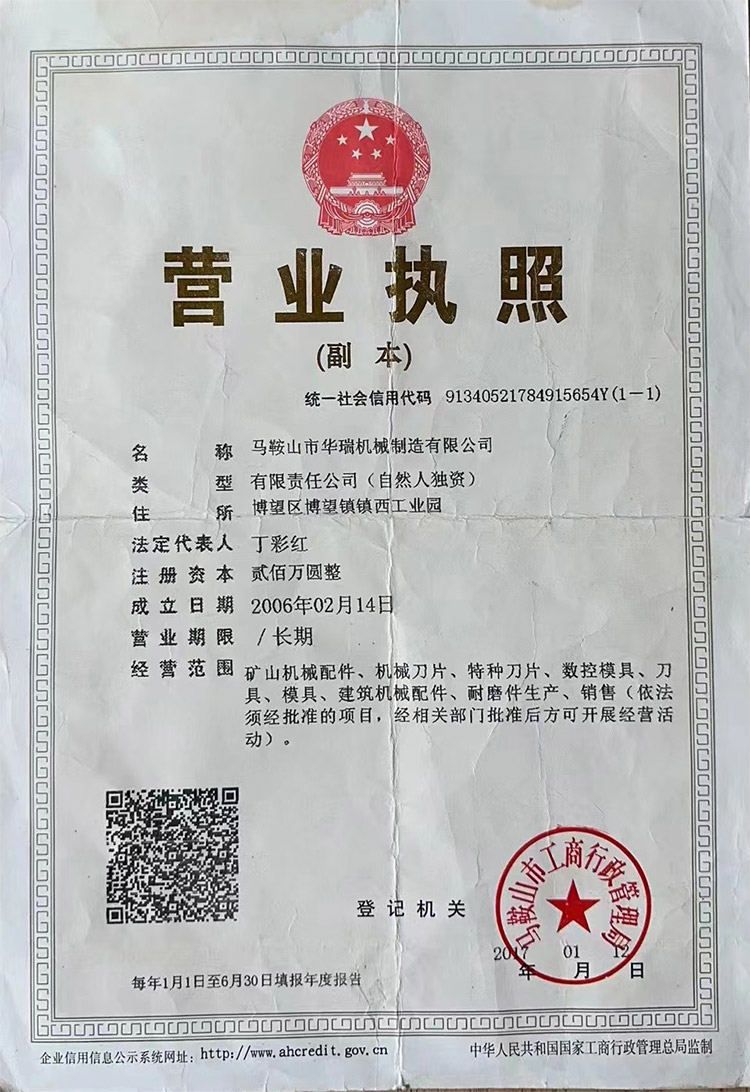 营业执照
(副 本)
统一社会信用代码 91340521784915654Y(1-1)
名 称 马鞍山市华瑞机械制造有限公司
类 型 有限责任公司（自然人独资）
住 所 博望区博望镇镇西工业园
法定代表人 丁彩红
注册资本 贰佰万圆整
成立日期 2006年02月14日
营业期限 /长期
经营范围 矿山机械配件、机械刀片、特种刀片、数控模具、刀
具、模具、建筑机械配件、耐磨件生产、销售（依法
须经批准的项目，经相关部门批准后方可开展经营活
动）。
马鞍山市工商行政管理局
登记机关
2017 01 12
年 月 日
每年1月1日至6月30日填报年度报告
企业信用信息公示系统网址：http://www.ahcredit.gov.cn
中华人民共和国国家工商行政管理总局监制